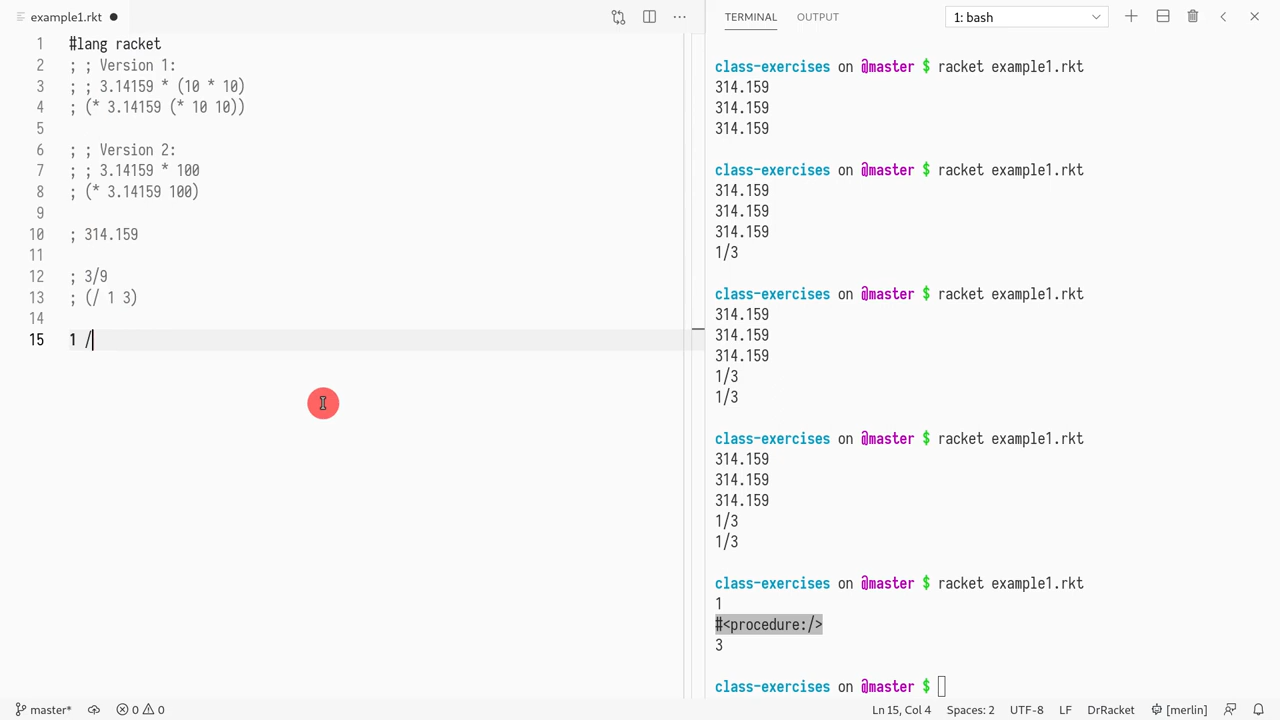 example1.rkt
1 #lang racket
2 ; ; Version 1:
3 ; ; 3.14159 * (10 * 10)
4 ; (* 3.14159 (* 10 10))
5
6 ; ; Version 2:
7 ; ; 3.14159 * 100
8 ; (* 3.14159 100)
9
10 ; 314.159
11
12 ; 3/9
13 ; (/ 1 3)
14
15 1 /
TERMINAL OUTPUT 1: bash
class-exercises on @master $ racket example1.rkt
314.159
314.159
314.159
class-exercises on @master $ racket example1.rkt
314.159
314.159
314.159
1/3
class-exercises on @master $ racket example1.rkt
314.159
314.159
314.159
1/3
1/3
class-exercises on @master $ racket example1.rkt
314.159
314.159
314.159
1/3
1/3
class-exercises on @master $ racket example1.rkt
1
#<procedure:/>
3
class-exercises on @master $
master* 0 0 Ln 15, Col 4 Spaces: 2 UTF-8 LF DrRacket [merlin]